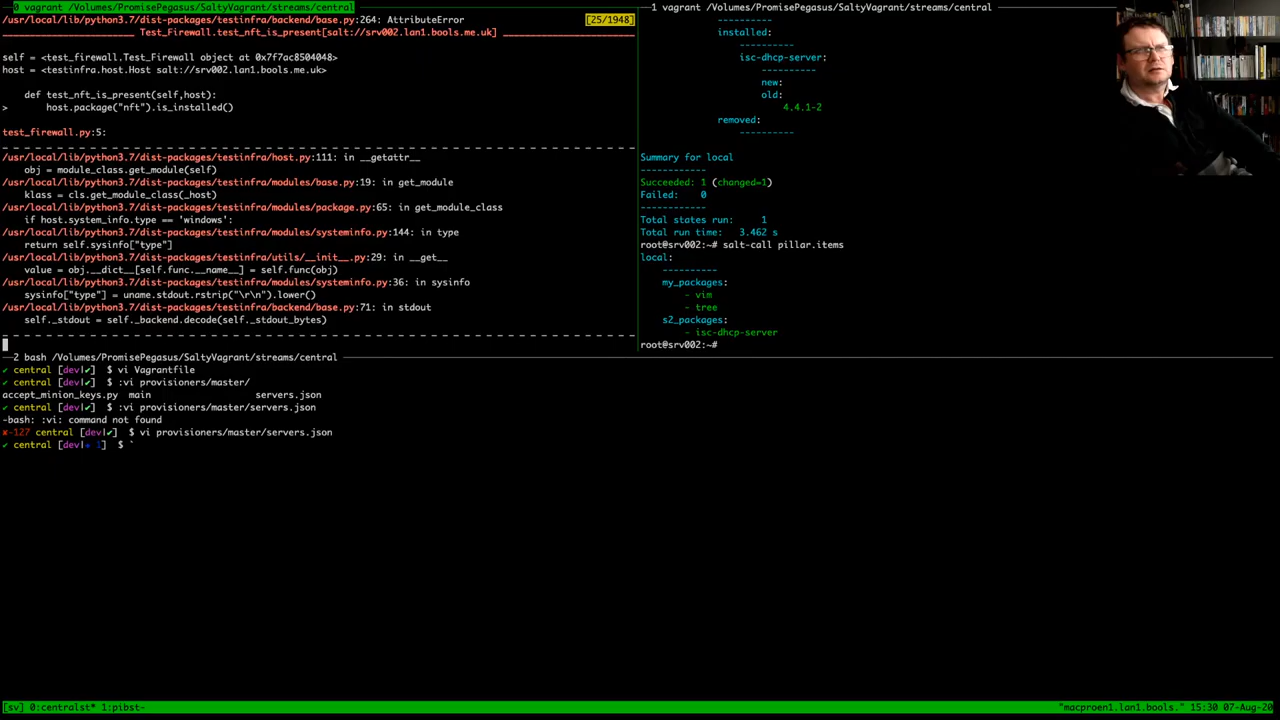 0 vagrant /Volumes/PromisePegasus/SaltyVagrant/streams/central
/usr/local/lib/python3.7/dist-packages/testinfra/backend/base.py:264: AttributeError
[25/1948]
Test_Firewall.test_nft_is_present[salt://srv002.lan1.bools.me.uk]
self = <test_firewall.Test_Firewall object at 0x7f7ac8504048>
host = <testinfra.host.Host salt://srv002.lan1.bools.me.uk>
def test_nft_is_present(self,host):
> host.package("nft").is_installed()
test_firewall.py:5:
_ _ _ _ _ _ _ _ _ _ _ _ _ _ _ _ _ _ _ _ _ _ _ _ _ _ _ _ _ _ _ _ _ _ _ _ _ _ _ _
/usr/local/lib/python3.7/dist-packages/testinfra/host.py:111: in __getattr__
obj = module_class.get_module(self)
/usr/local/lib/python3.7/dist-packages/testinfra/modules/base.py:19: in get_module
klass = cls.get_module_class(_host)
/usr/local/lib/python3.7/dist-packages/testinfra/modules/package.py:65: in get_module_class
if host.system_info.type == 'windows':
/usr/local/lib/python3.7/dist-packages/testinfra/modules/systeminfo.py:144: in type
return self.sysinfo["type"]
/usr/local/lib/python3.7/dist-packages/testinfra/utils/__init__.py:29: in __get__
value = obj.__dict__[self.func.__name__] = self.func(obj)
/usr/local/lib/python3.7/dist-packages/testinfra/modules/systeminfo.py:36: in sysinfo
sysinfo["type"] = uname.stdout.rstrip("\r\n").lower()
/usr/local/lib/python3.7/dist-packages/testinfra/backend/base.py:71: in stdout
self._stdout = self._backend.decode(self._stdout_bytes)
_ _ _ _ _ _ _ _ _ _ _ _ _ _ _ _ _ _ _ _ _ _ _ _ _ _ _ _ _ _ _ _ _ _ _ _ _ _ _ _
1 vagrant /Volumes/PromisePegasus/SaltyVagrant/streams/central
----------
installed:
----------
isc-dhcp-server:
----------
new:
old:
4.4.1-2
removed:
----------
Summary for local
------------
Succeeded: 1 (changed=1)
Failed: 0
------------
Total states run: 1
Total run time: 3.462 s
root@srv002:~# salt-call pillar.items
local:
----------
my_packages:
- vim
- tree
s2_packages:
- isc-dhcp-server
root@srv002:~#
2 bash /Volumes/PromisePegasus/SaltyVagrant/streams/central
✔ central [dev|✔] $ vi Vagrantfile
✔ central [dev|✔] $ :vi provisioners/master/
accept_minion_keys.py main servers.json
✔ central [dev|✔] $ :vi provisioners/master/servers.json
-bash: :vi: command not found
✘-127 central [dev|✔] $ vi provisioners/master/servers.json
✔ central [dev|✚ 1] $ `
[sv] 0:centralst* 1:pibst- "macproen1.lan1.bools." 15:30 07-Aug-20